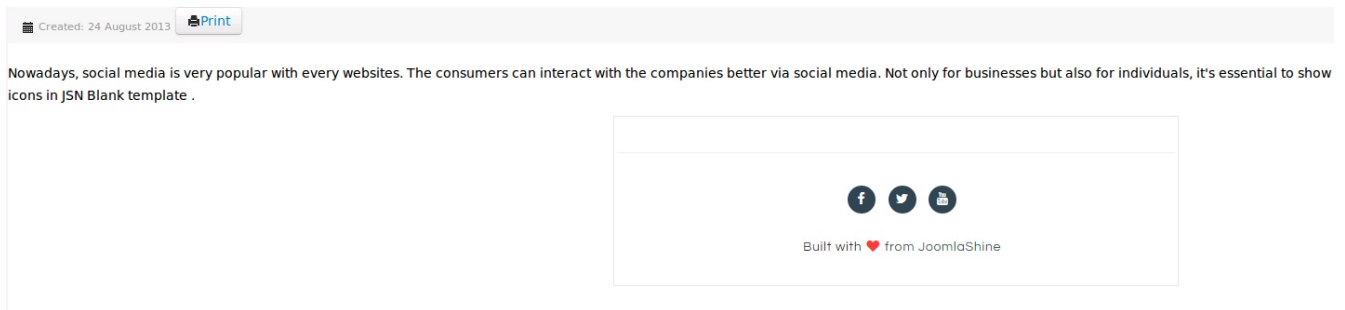 Created: 24 August 2013 Print
Nowadays, social media is very popular with every websites. The consumers can interact with the companies better via social media. Not only for businesses but also for individuals, it's essential to show
icons in JSN Blank template .
f You Tube
Built with ❤ from JoomlaShine